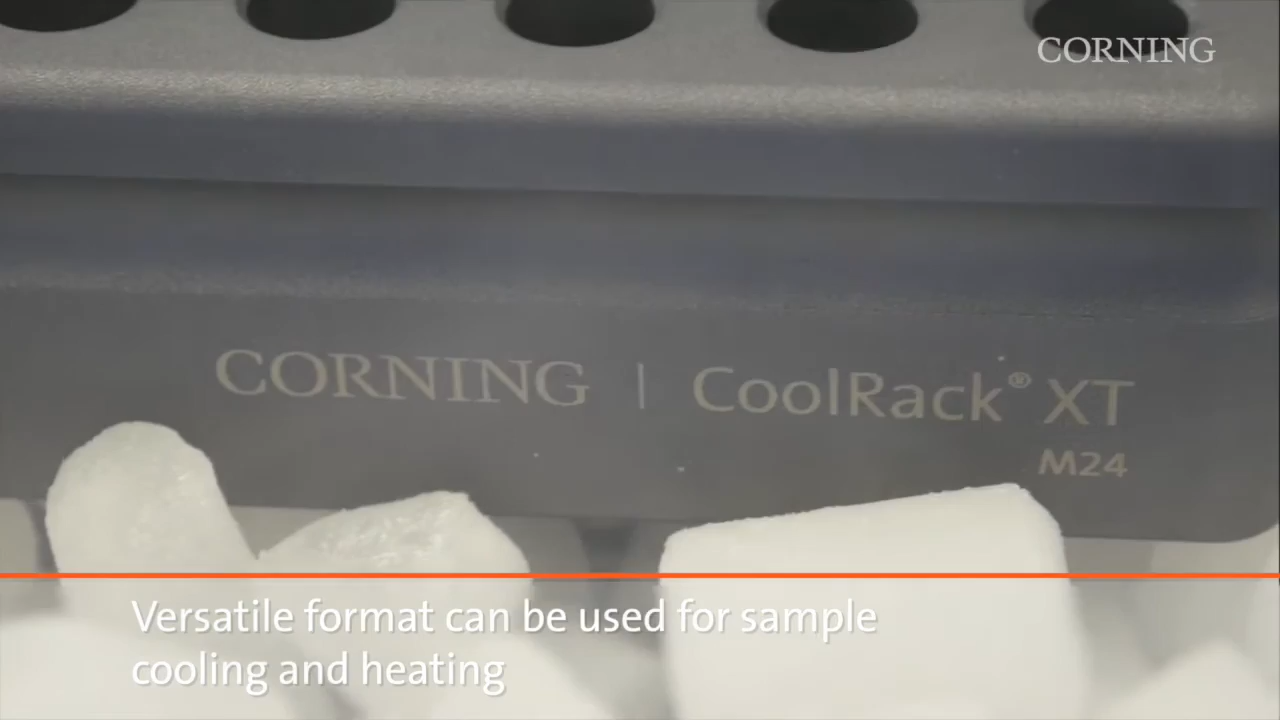 CORNING
CORNING | CoolRack® XT
M24
Versatile format can be used for sample
cooling and heating